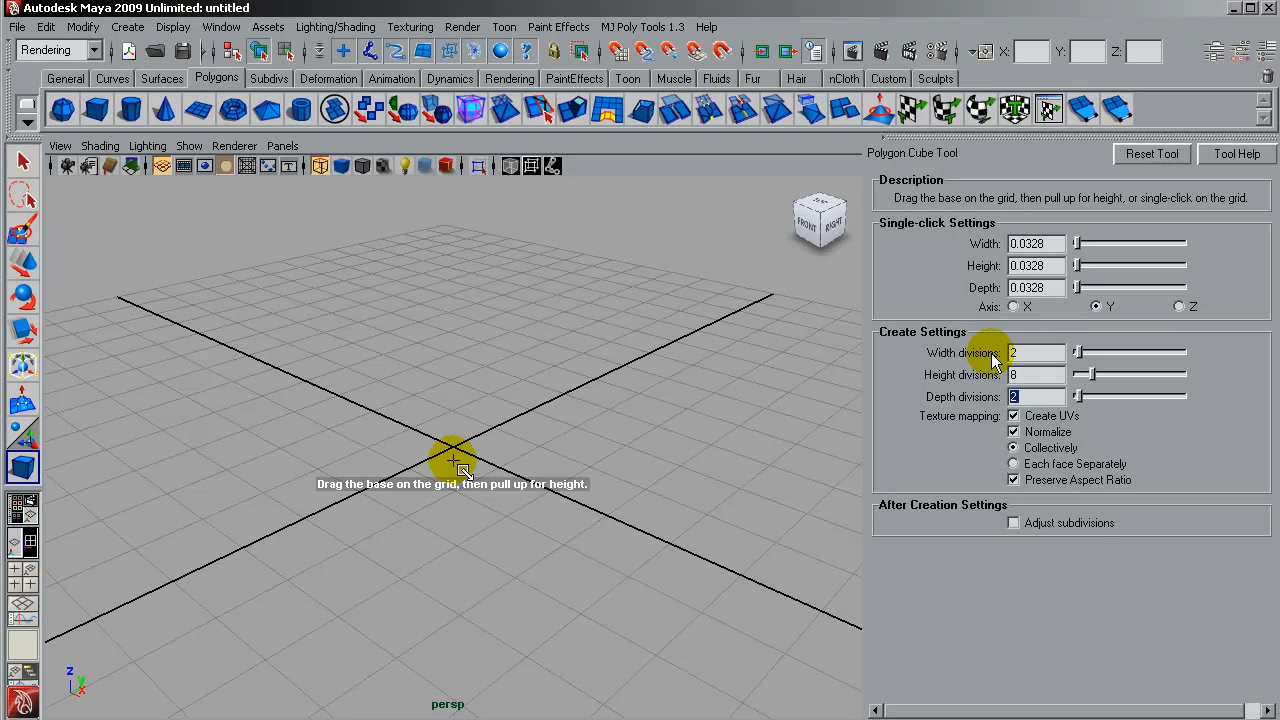 Autodesk Maya 2009 Unlimited: untitled
File Edit Modify Create Display Window Assets Lighting/Shading Texturing Render Toon Paint Effects MJ Poly Tools 1.3 Help
Rendering X: Y: Z:
General Curves Surfaces Polygons Subdivs Deformation Animation Dynamics Rendering PaintEffects Toon Muscle Fluids Fur Hair nCloth Custom Sculpts
View Shading Lighting Show Renderer Panels
Polygon Cube Tool Reset Tool Tool Help
Description
Drag the base on the grid, then pull up for height, or single-click on the grid.
Single-click Settings
Width: 0.0328
Height: 0.0328
Depth: 0.0328
Axis: X Y Z
Create Settings
Width divisions: 2
Height divisions: 8
Depth divisions: 2
Texture mapping: Create UVs
Normalize
Collectively
Each face Separately
Preserve Aspect Ratio
After Creation Settings
Adjust subdivisions
FRONT RIGHT
Drag the base on the grid, then pull up for height.
z
y
x
persp